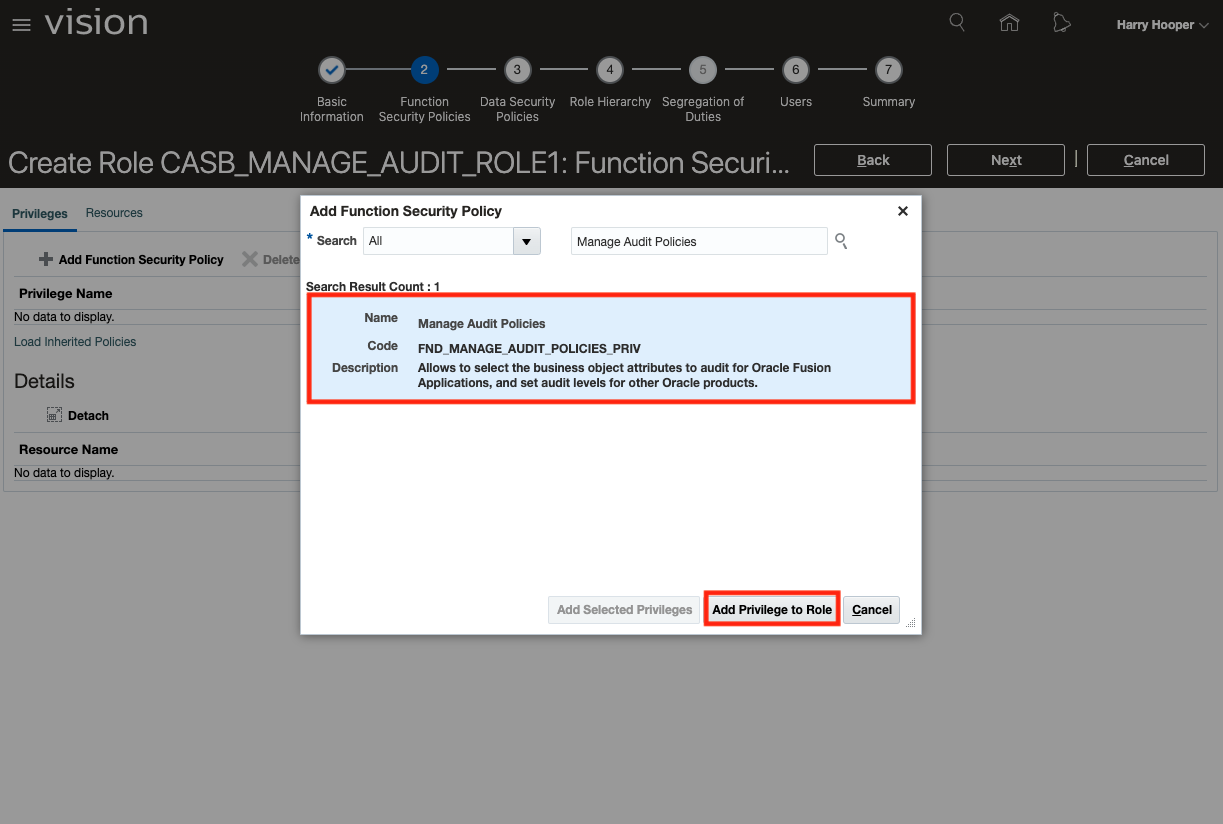 vision
Harry Hooper
2 3 4 5 6 7
Basic Information
Function Security Policies
Data Security Policies
Role Hierarchy
Segregation of Duties
Users
Summary
Create Role CASB_MANAGE_AUDIT_ROLE1: Function Securi...
Back
Next
|
Cancel
Privileges
Resources
Add Function Security Policy
Delete
Privilege Name
No data to display.
Load Inherited Policies
Details
Detach
Resource Name
No data to display.
Add Function Security Policy
* Search
All
Manage Audit Policies
Search Result Count : 1
Name Manage Audit Policies
Code FND_MANAGE_AUDIT_POLICIES_PRIV
Description Allows to select the business object attributes to audit for Oracle Fusion
Applications, and set audit levels for other Oracle products.
Add Selected Privileges
Add Privilege to Role
Cancel